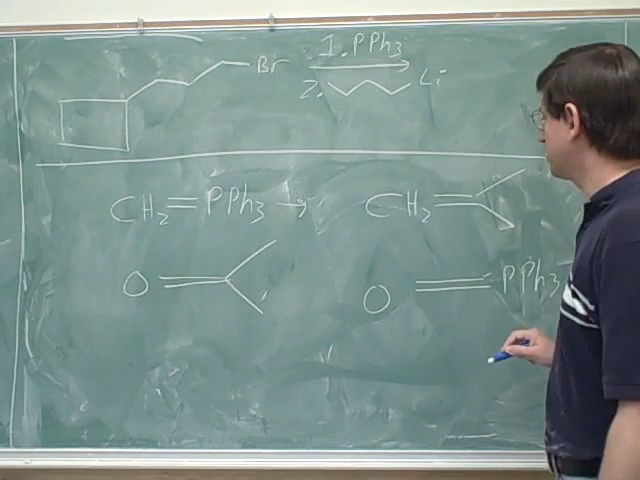 1. PPh3
Br
2. Li
CH2=PPh3 → CH2=
O= O=PPh3